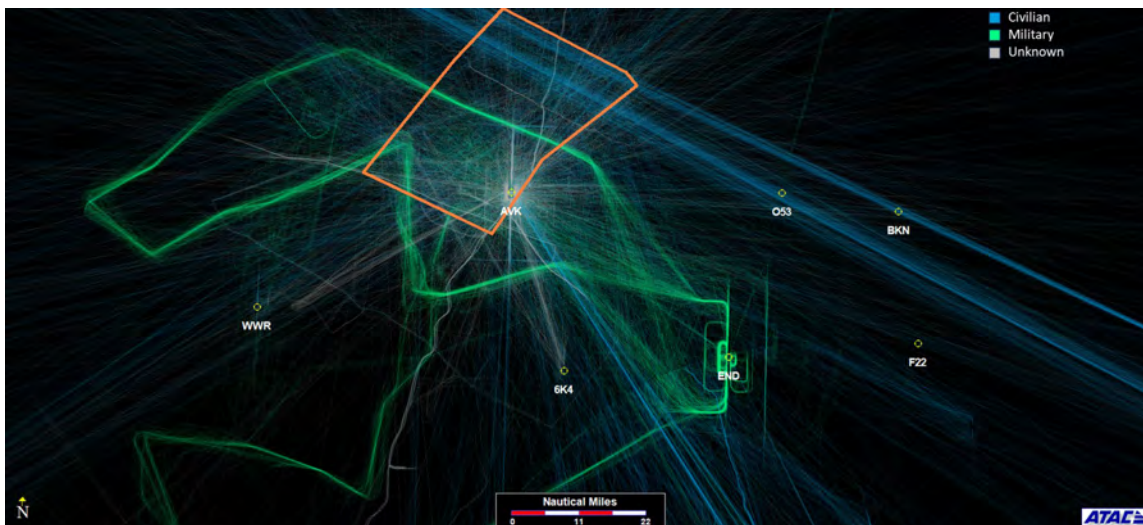 Civilian
Military
Unknown
AVK
O53
BKN
WWR
F22
END
6K4
N
Nautical Miles
0 11 22
ATAC